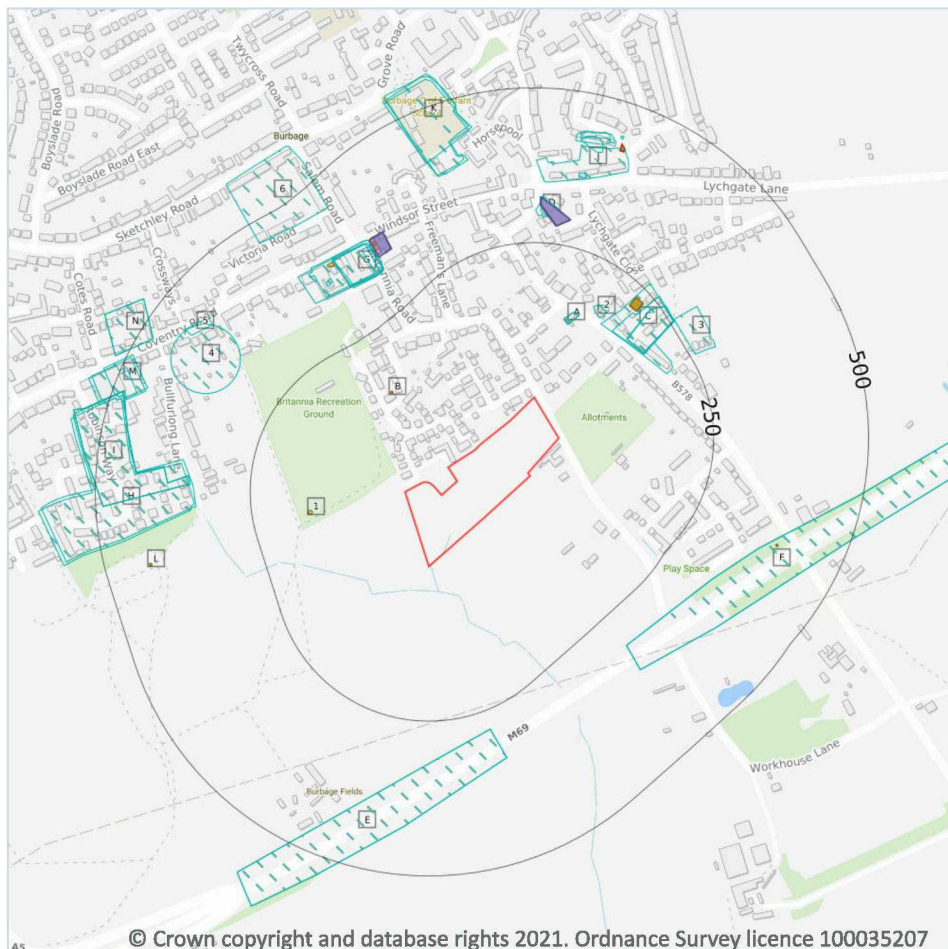 Grove Road
Twycross Road
Boyslade Road
K
Burbage
Horsepool
Boyslade Road East
J
6
Salem Road
Lychgate Lane
Sketchley Road
D
Windsor Street
Victoria Road
Lychgate Close
Freeman's Lane
G
Britannia Road
Crossways
Cotes Road
2
A
C
N
5
Coventry Road
3
4
500
M
B
B578
Britannia Recreation
Ground
Allotments
250
Bullfurlong Lane
I
Way
H
1
L
F
Play Space
M69
Workhouse Lane
Burbage Fields
E
A5
© Crown copyright and database rights 2021. Ordnance Survey licence 100035207